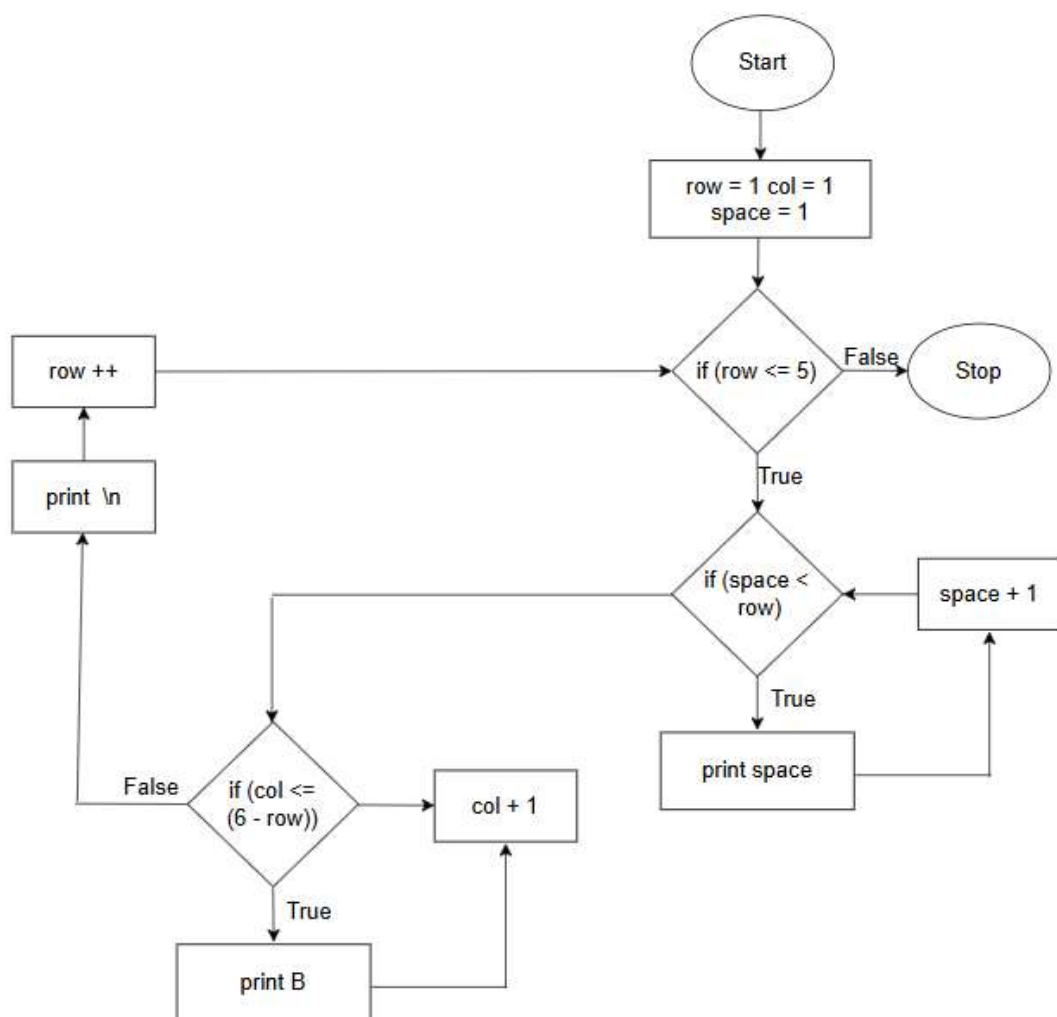 Start
row = 1 col = 1
space = 1
row ++
if (row <= 5)
False
Stop
print \n
True
if (space <
row)
space + 1
True
print space
False
if (col <=
(6 - row))
col + 1
True
print B